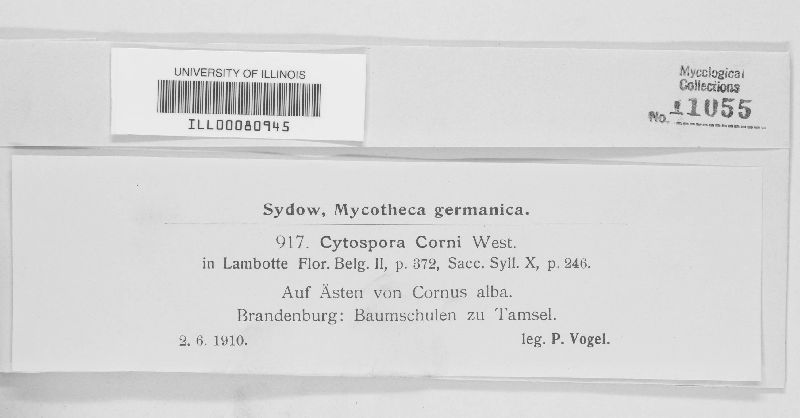 UNIVERSITY OF ILLINOIS
ILL00080945
Mycological
Collections
No. 11055
Sydow, Mycotheca germanica.
917. Cytospora Corni West.
in Lambotte Flor. Belg. II, p. 372, Sacc. Syll. X, p. 246.
Auf Ästen von Cornus alba.
Brandenburg: Baumschulen zu Tamsel.
2. 6. 1910. leg. P. Vogel.